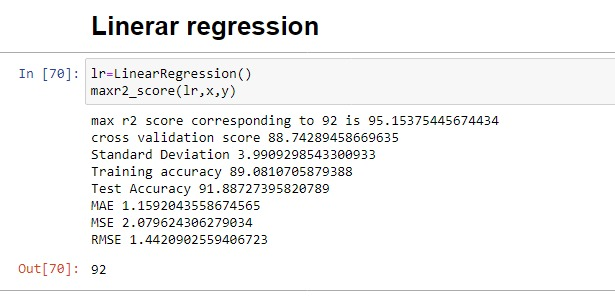 Linerar regression
In [70]: lr=LinearRegression()
maxr2_score(lr,x,y)
max r2 score corresponding to 92 is 95.15375445674434
cross validation score 88.74289458669635
Standard Deviation 3.9909298543300933
Training accuracy 89.0810705879388
Test Accuracy 91.88727395820789
MAE 1.1592043558674565
MSE 2.079624306279034
RMSE 1.4420902559406723
Out[70]: 92